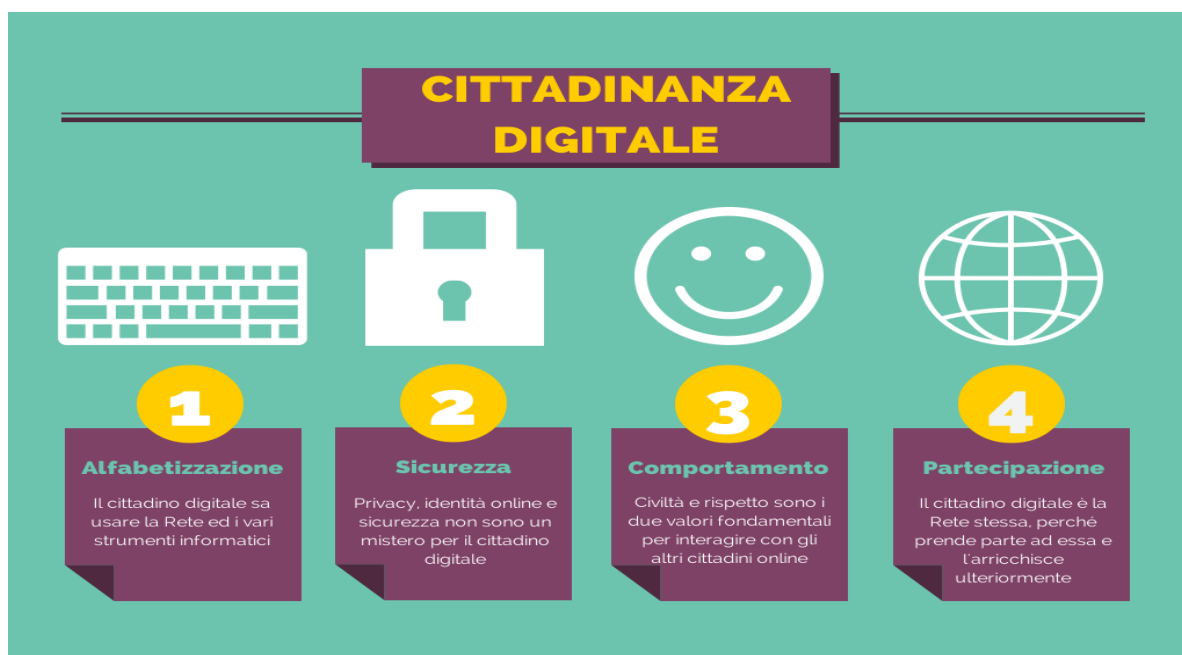 CITTADINANZA
DIGITALE
1
Alfabetizzazione
Il cittadino digitale sa
usare la Rete ed i vari
strumenti informatici
2
Sicurezza
Privacy, identità online e
sicurezza non sono un
mistero per il cittadino
digitale
3
Comportamento
Civiltà e rispetto sono i
due valori fondamentali
per interagire con gli
altri cittadini online
4
Partecipazione
Il cittadino digitale è la
Rete stessa, perché
prende parte ad essa e
l'arricchisce
ulteriormente